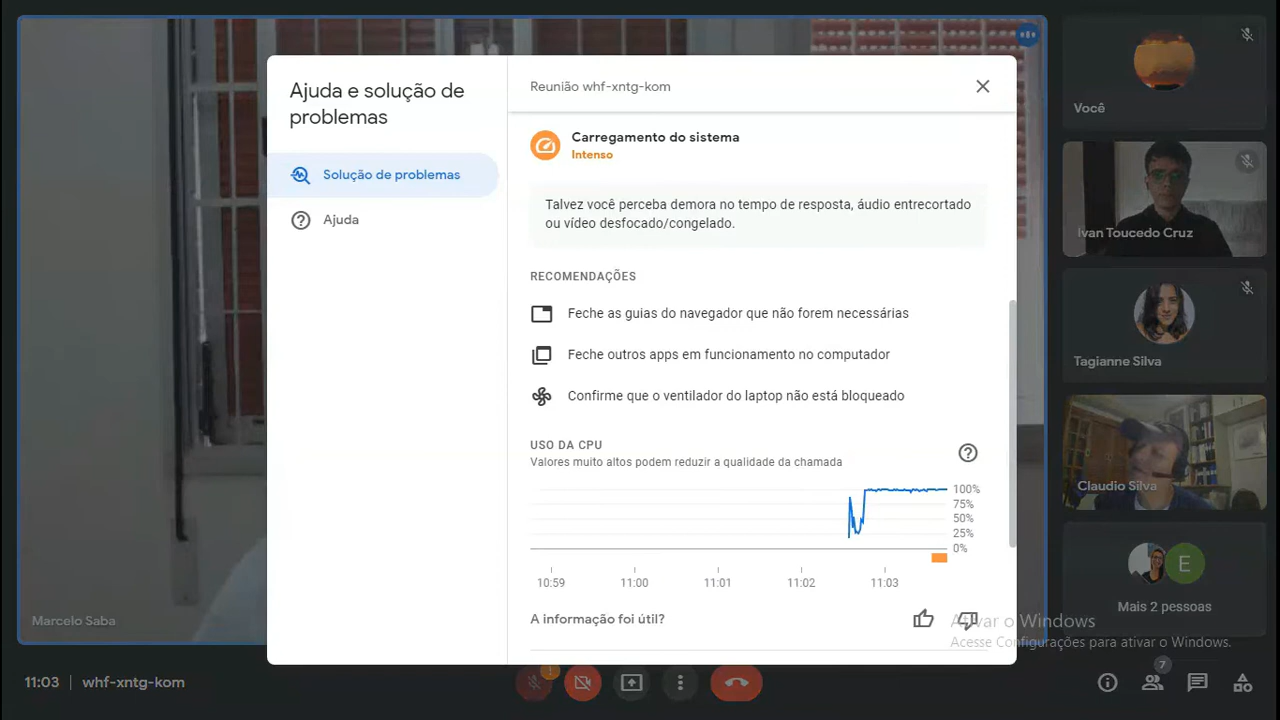 Ajuda e solução de
problemas
Solução de problemas
Ajuda
Reunião whf-xntg-kom
Carregamento do sistema
Intenso
Talvez você perceba demora no tempo de resposta, áudio entrecortado
ou vídeo desfocado/congelado.
RECOMENDAÇÕES
Feche as guias do navegador que não forem necessárias
Feche outros apps em funcionamento no computador
Confirme que o ventilador do laptop não está bloqueado
USO DA CPU
Valores muito altos podem reduzir a qualidade da chamada
100%
75%
50%
25%
0%
10:59 11:00 11:01 11:02 11:03
A informação foi útil?
Você
Ivan Toucedo Cruz
Tagianne Silva
Claudio Silva
E
Mais 2 pessoas
Ativar o Windows
Acesse Configurações para ativar o Windows.
Marcelo Saba
11:03 | whf-xntg-kom
7